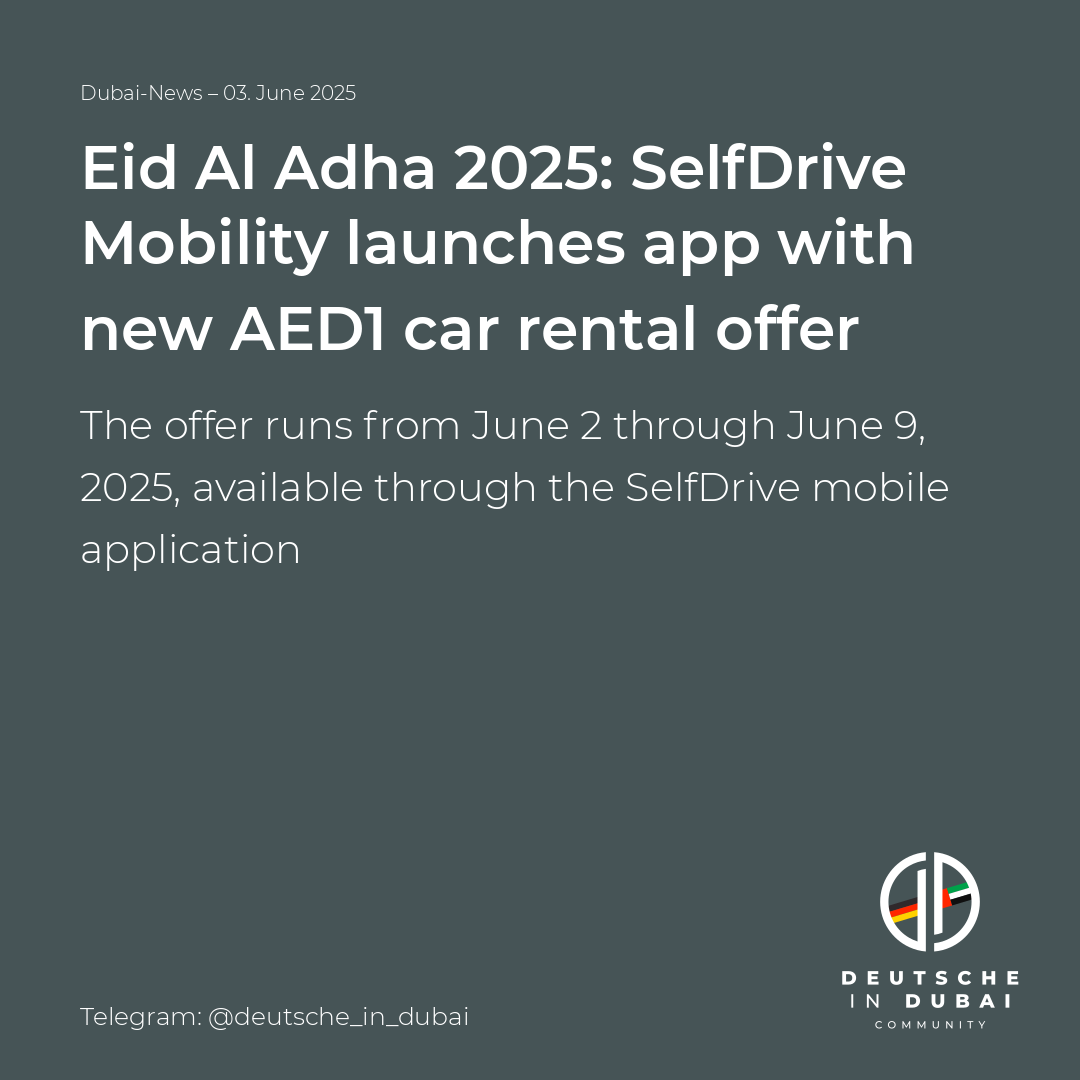 Dubai-News – 03. June 2025
Eid Al Adha 2025: SelfDrive
Mobility launches app with
new AED1 car rental offer
The offer runs from June 2 through June 9,
2025, available through the SelfDrive mobile
application
DEUTSCHE
IN DUBAI
COMMUNITY
Telegram: @deutsche_in_dubai